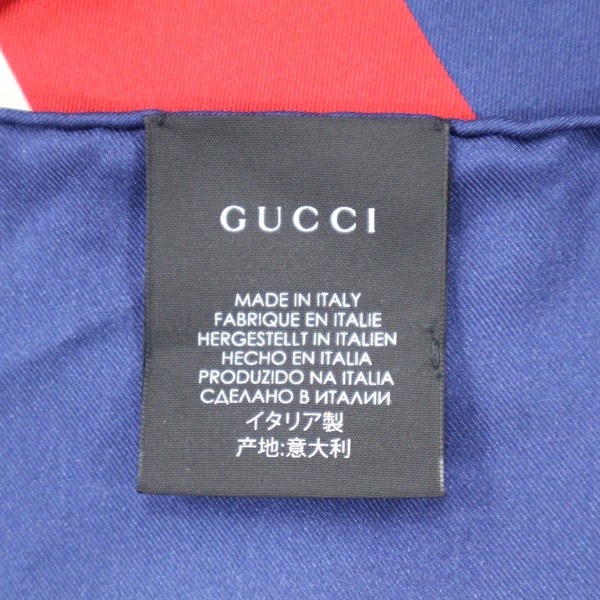 GUCCI
MADE IN ITALY
FABRIQUE EN ITALIE
HERGESTELLT IN ITALIEN
HECHO EN ITALIA
PRODUZIDO NA ITALIA
СДЕЛАНО В ИТАЛИИ
イタリア製
产地:意大利